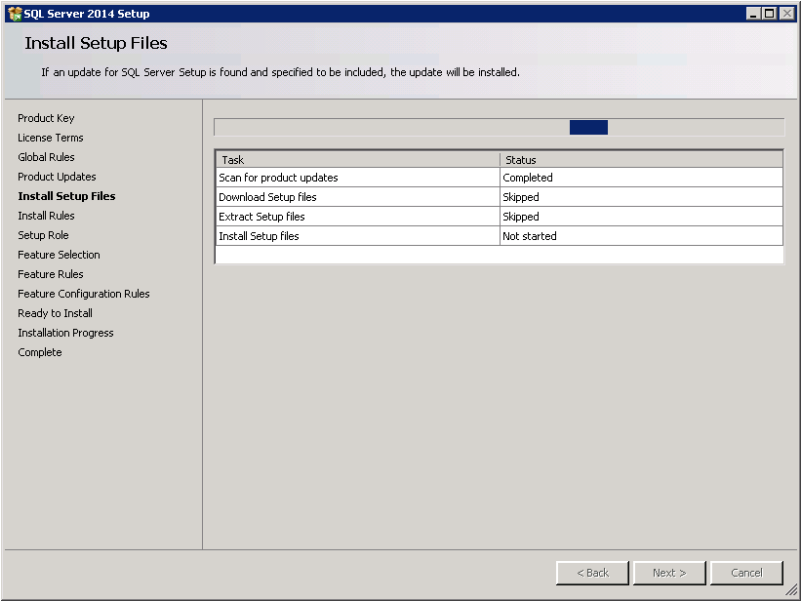 SQL Server 2014 Setup
Install Setup Files
If an update for SQL Server Setup is found and specified to be included, the update will be installed.
Product Key
License Terms
Global Rules
Product Updates
Install Setup Files
Install Rules
Setup Role
Feature Selection
Feature Rules
Feature Configuration Rules
Ready to Install
Installation Progress
Complete
Task Status
Scan for product updates Completed
Download Setup files Skipped
Extract Setup files Skipped
Install Setup files Not started
< Back Next > Cancel